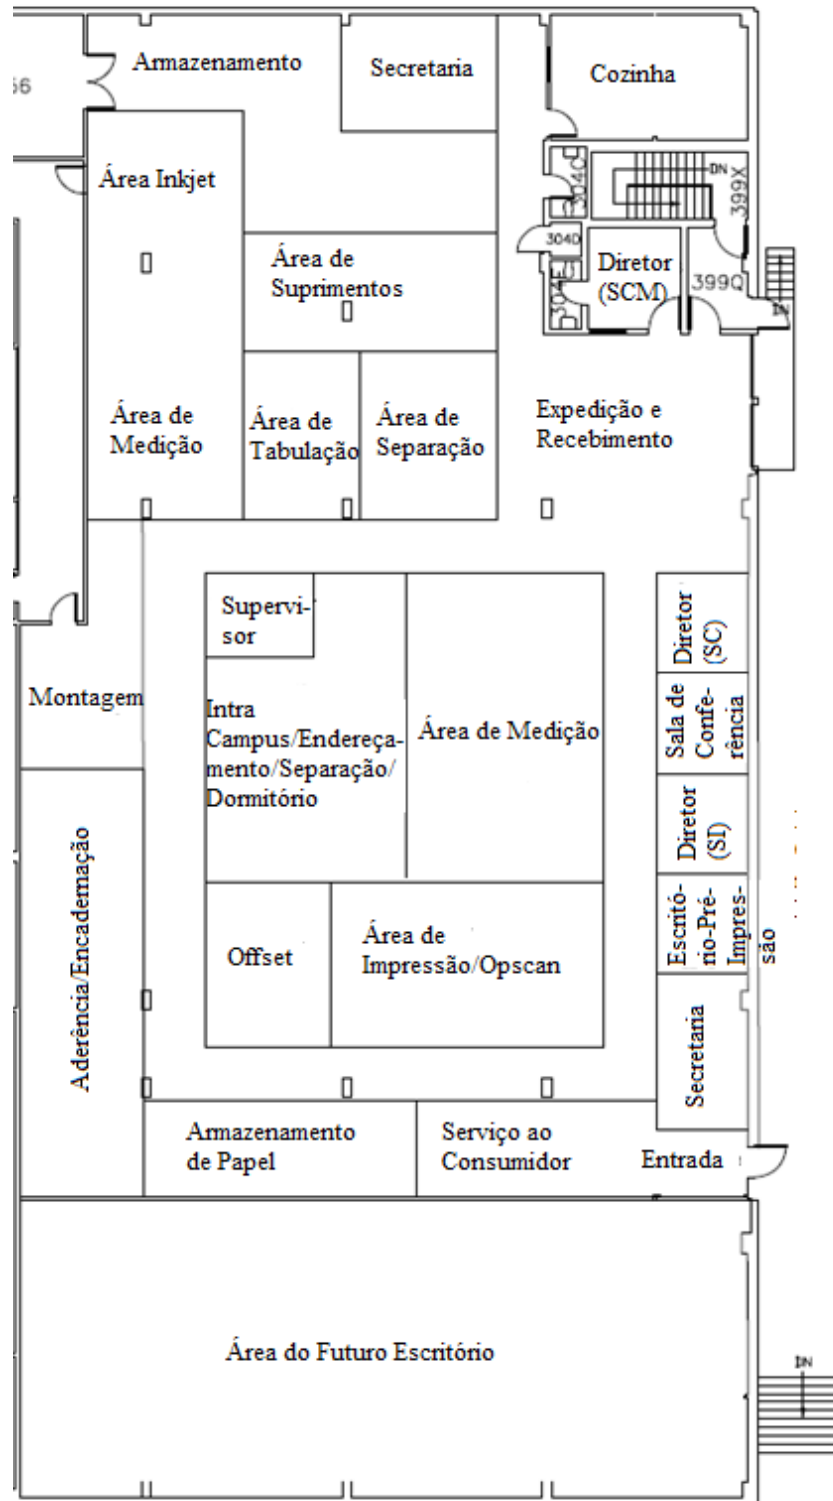 56
Armazenamento
Secretaria
Cozinha
Área Inkjet
304C
DN
399X
304D
Área de
Suprimentos
304E
Diretor
(SCM)
399Q
DN
Área de
Medição
Área de
Tabulação
Área de
Separação
Expedição e
Recebimento
Supervi-
sor
Diretor
(SC)
Montagem
Intra
Campus/Endereça-
mento/Separação/
Dormitório
Área de Medição
Sala de
Confe-
rência
Diretor
(SI)
Aderência/Encadernação
Offset
Área de
Impressão/Opscan
Escritó-
rio-Pré-
Impres-
são
Secretaria
Armazenamento
de Papel
Serviço ao
Consumidor
Entrada
Área do Futuro Escritório
DN